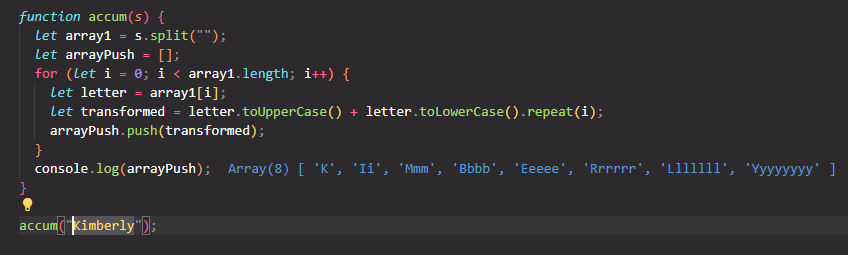 function accum(s) {
let array1 = s.split("");
let arrayPush = [];
for (let i = 0; i < array1.length; i++) {
let letter = array1[i];
let transformed = letter.toUpperCase() + letter.toLowerCase().repeat(i);
arrayPush.push(transformed);
}
console.log(arrayPush); Array(8) [ 'K', 'Ii', 'Mmm', 'Bbbb', 'Eeeee', 'Rrrrrr', 'Lllllll', 'Yyyyyyyy' ]
}
accum("Kimberly");